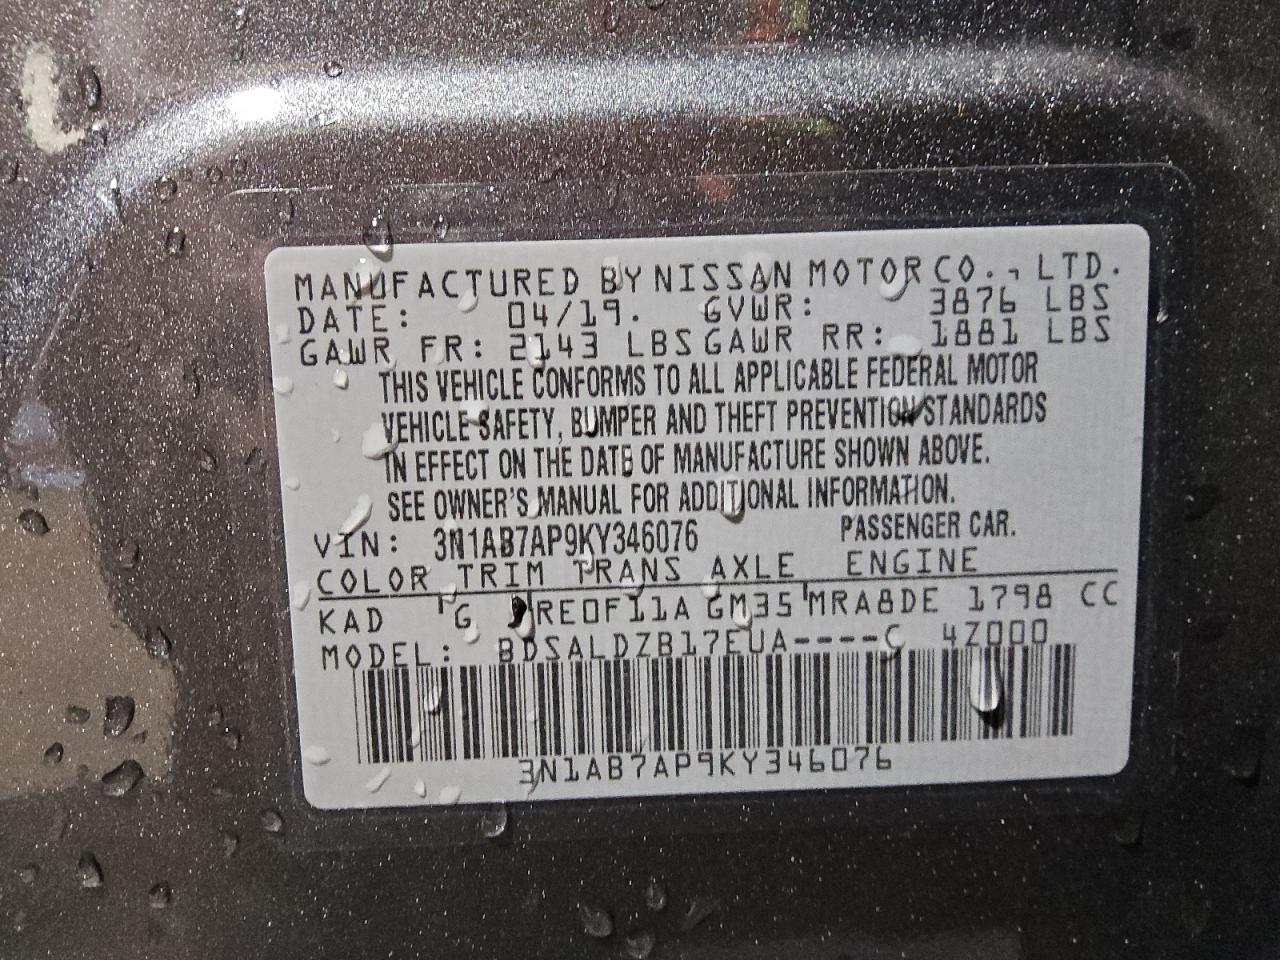 MANUFACTURED BY NISSAN MOTOR CO., LTD.
DATE: 04/19. GVWR: 3876 LBS
GAWR FR: 2143 LBS GAWR RR: 1881 LBS
THIS VEHICLE CONFORMS TO ALL APPLICABLE FEDERAL MOTOR
VEHICLE SAFETY, BUMPER AND THEFT PREVENTION STANDARDS
IN EFFECT ON THE DATE OF MANUFACTURE SHOWN ABOVE.
SEE OWNER'S MANUAL FOR ADDITIONAL INFORMATION.
VIN: 3N1AB7AP9KY346076 PASSENGER CAR.
COLOR TRIM TRANS AXLE ENGINE
KAD G RE0F11A GM35 MRA8DE 1798 CC
MODEL: BDSALDZB17EUA----C 4Z000
3N1AB7AP9KY346076